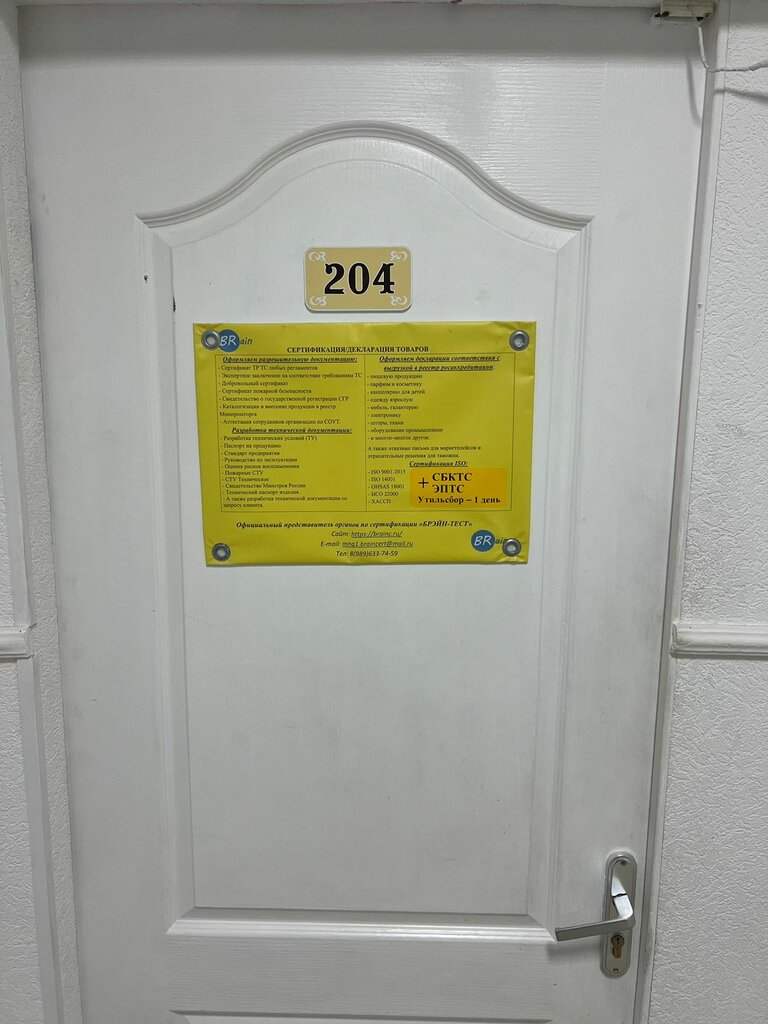 204
BRain
СЕРТИФИКАЦИЯ/ДЕКЛАРАЦИЯ ТОВАРОВ
Оформляем разрешительную документацию:
- Сертификат ТР ТС любых регламентов
- Экспертное заключение на соответствие требованиям ТС
- Добровольный сертификат
- Сертификат пожарной безопасности
- Свидетельство о государственной регистрации СГР
- Каталогизация и внесение продукции в реестр
Минпромторга
- Аттестация сотрудников организации по СОУТ.
Разработка технической документации:
- Разработка технических условий (ТУ)
- Паспорт на продукцию
- Стандарт предприятия
- Руководство по эксплуатации
- Оценка рисков воспламенения
- Пожарные СТУ
- СТУ Технические
- Свидетельство Минстроя России
- Технический паспорт изделия.
- А также разработка технической документации по
запросу клиента.
Оформляем декларации соответствия с
выгрузкой в реестр росаккредитации:
- пищевую продукцию
- парфюм и косметику
- канцелярию для детей
- одежду взрослую
- мебель, галантерею
- электронику
- шторы, ткани
- оборудование промышленное
- и многое-многое другое.
А также отказные письма для маркетплейсов и
отрицательные решения для таможни.
Сертификация ISO:
- ISO 9001-2015
- ISO 14001
- OHSAS 18001
- ИСО 22000
- ХАССП
+ СБКТС
ЭПТС
Утильсбор – 1 день
Официальный представитель органов по сертификации «БРЭЙН-ТЕСТ»
Сайт: https://brainc.ru/
E-mail: mng1.braincert@mail.ru
Тел: 8(989)633-74-59
BRain